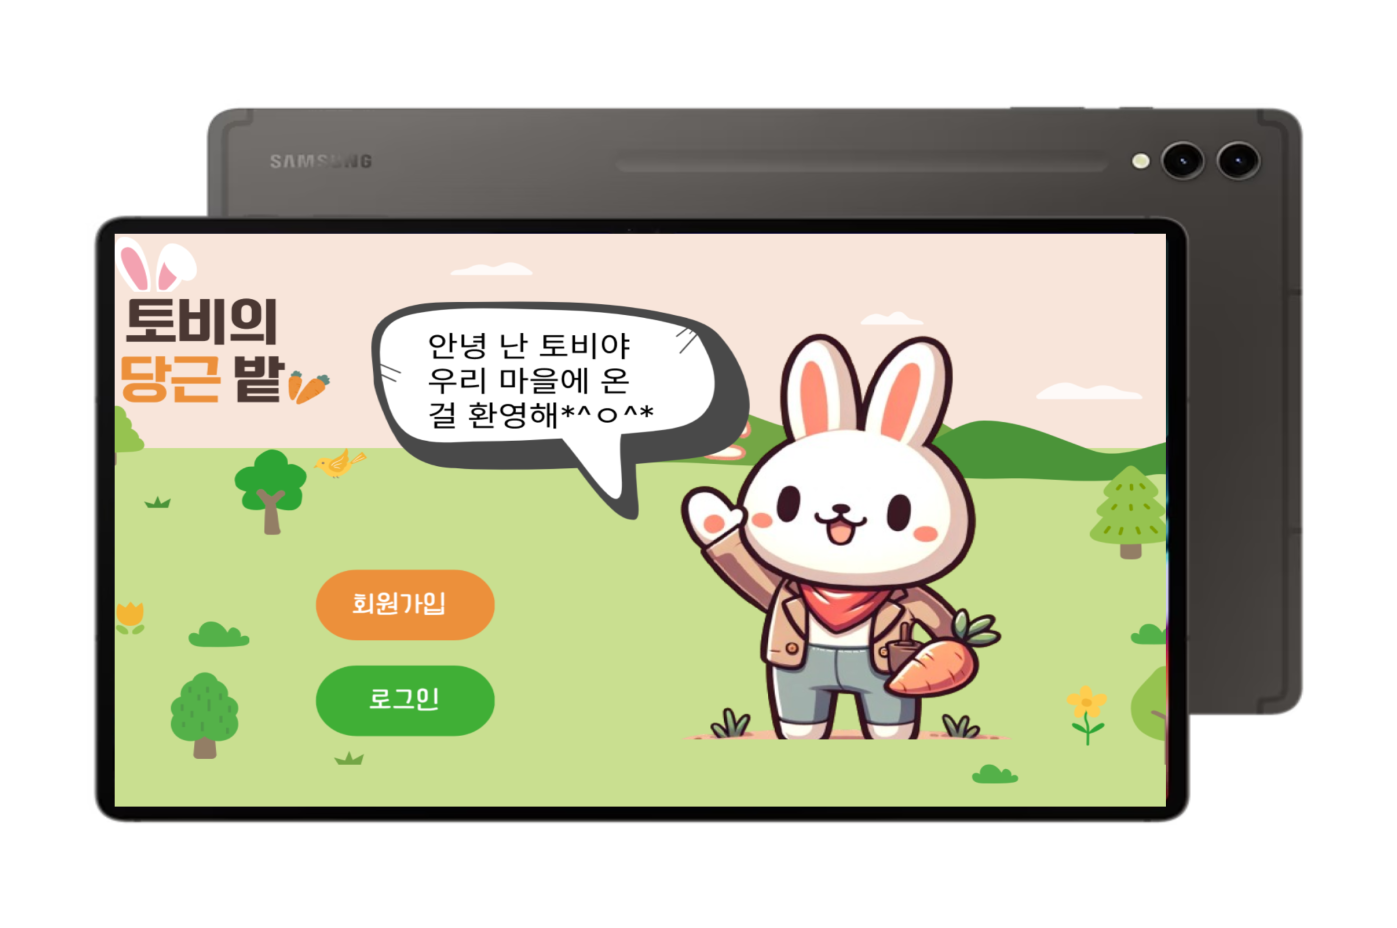 SAMSUNG
토비의
당근 밭
안녕 난 토비야
우리 마을에 온
걸 환영해*^ㅇ^*
회원가입
로그인